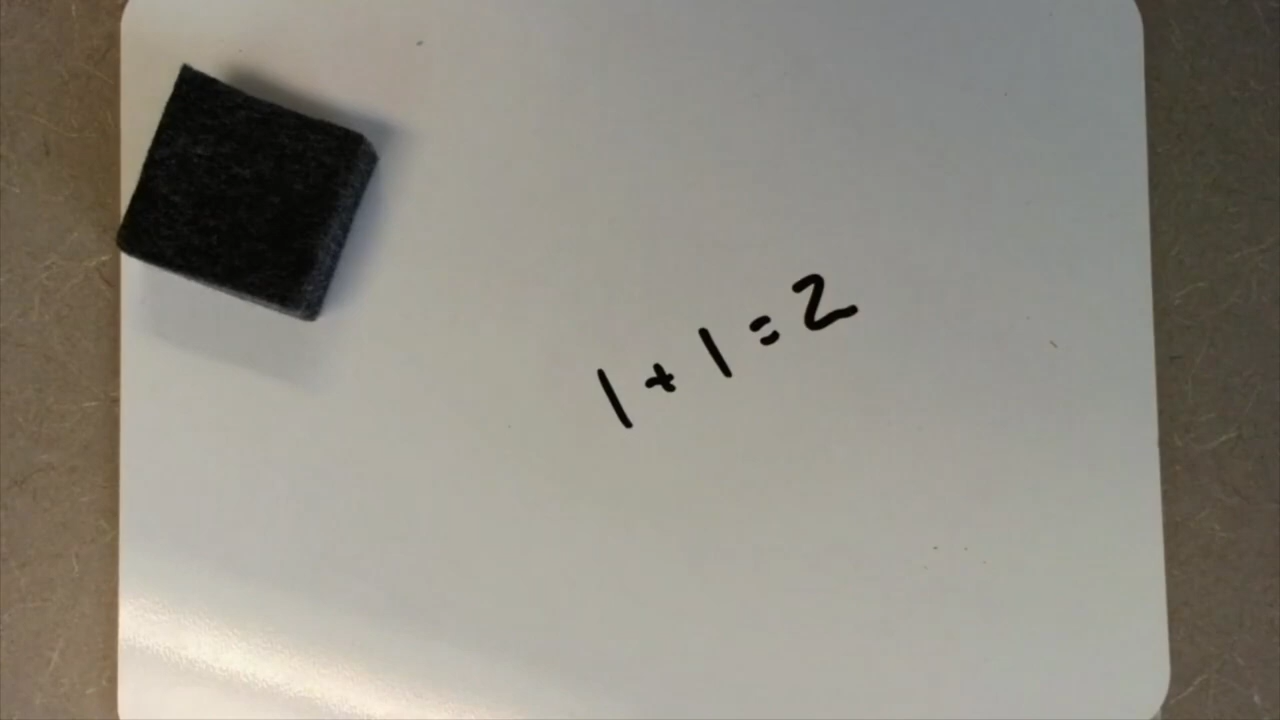 1 + 1 = 2